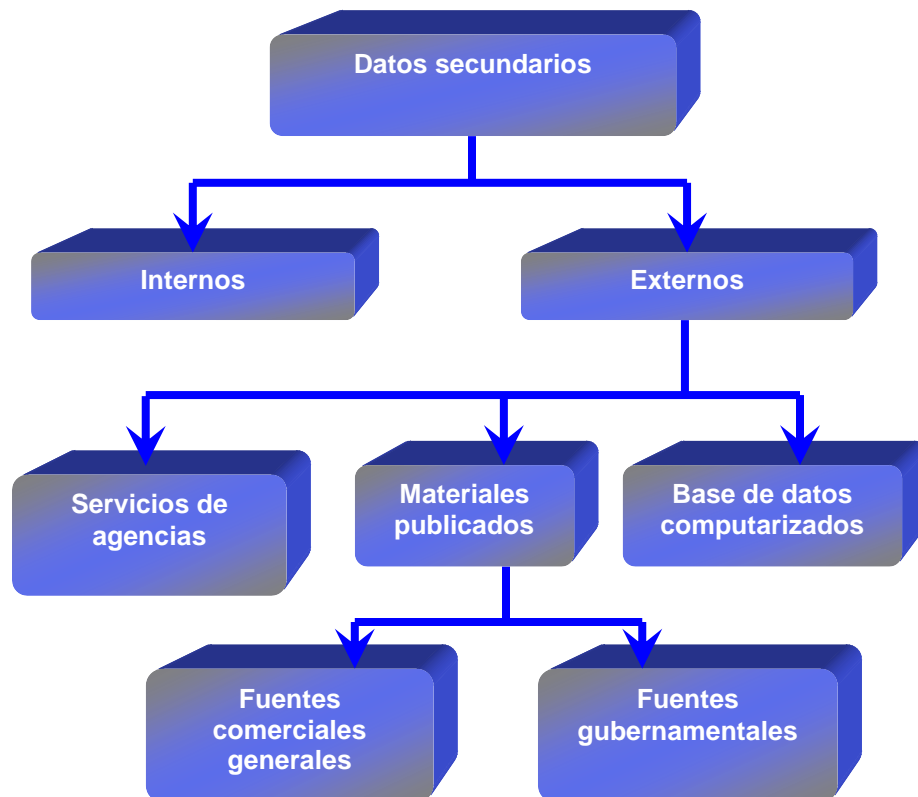 Datos secundarios
Internos
Externos
Servicios de
agencias
Materiales
publicados
Base de datos
computarizados
Fuentes
comerciales
generales
Fuentes
gubernamentales